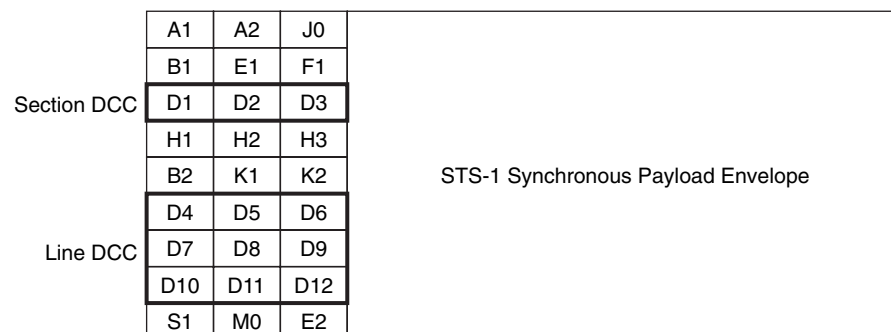 A1 A2 J0
B1 E1 F1
Section DCC D1 D2 D3
H1 H2 H3
B2 K1 K2 STS-1 Synchronous Payload Envelope
D4 D5 D6
Line DCC D7 D8 D9
D10 D11 D12
S1 M0 E2